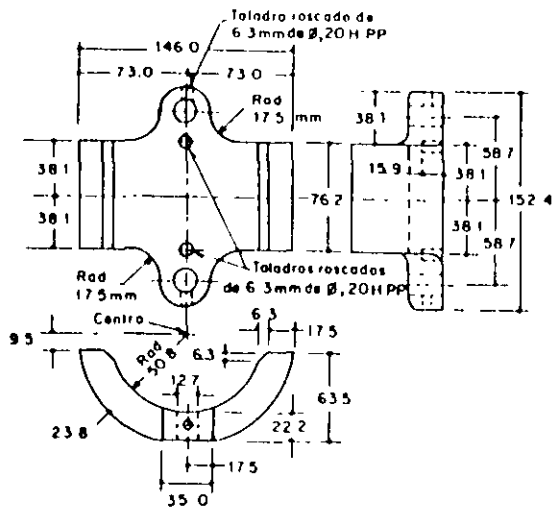 Taladro roscado de
6 3 mm de Ø, 20 H PP
146 0
73 0
73 0
Rad
17 5 mm
38 1
38 1
76 2
38 1
15 9
58 7
38 1
152 4
38 1
58 7
Rad
17 5 mm
Taladros roscados
de 6 3 mm de Ø, 20 H PP
Centro
9 5
Rad
50 8
6 3
6 3
17 5
12 7
63 5
23 8
22 2
17 5
35 0